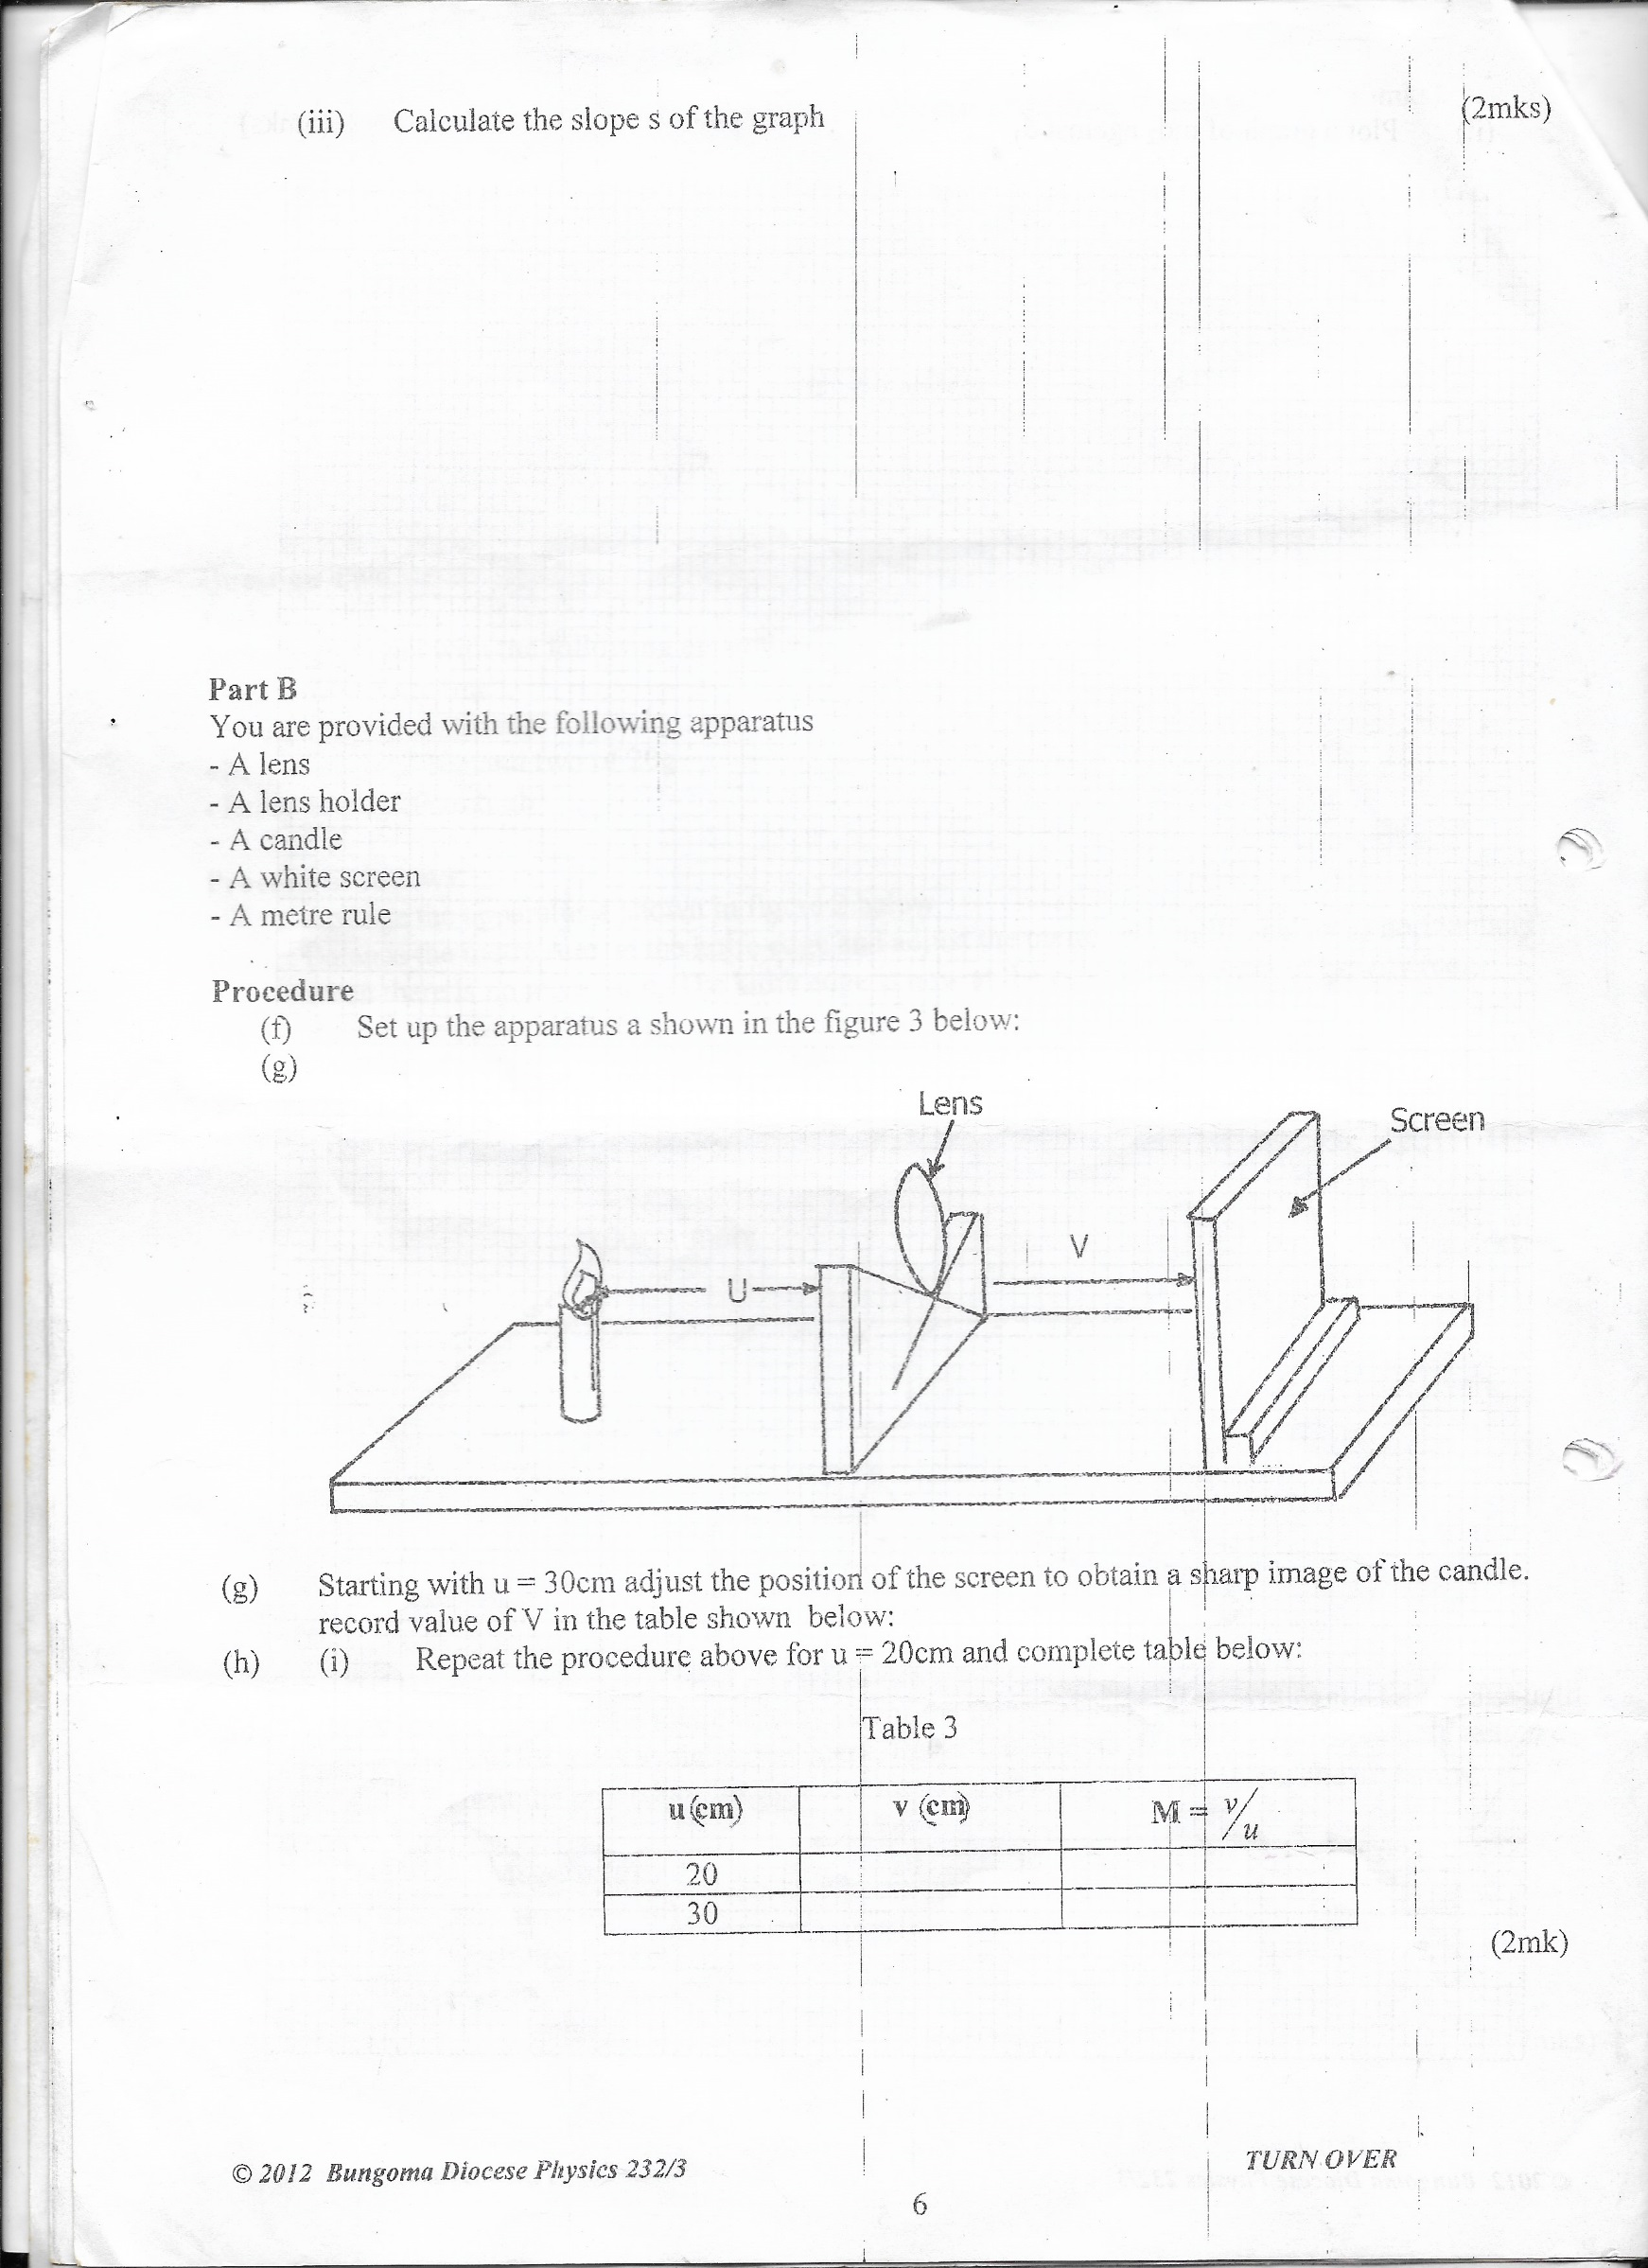 (iii) Calculate the slope s of the graph (2mks)
Part B
You are provided with the following apparatus
- A lens
- A lens holder
- A candle
- A white screen
- A metre rule
Procedure
(f) Set up the apparatus a shown in the figure 3 below:
(g)
Lens
Screen
U
V
(g) Starting with u = 30cm adjust the position of the screen to obtain a sharp image of the candle.
record value of V in the table shown below:
(h) (i) Repeat the procedure above for u = 20cm and complete table below:
Table 3
u (cm) v (cm) M = v/u
20
30
(2mk)
© 2012 Bungoma Diocese Physics 232/3 TURN OVER
6